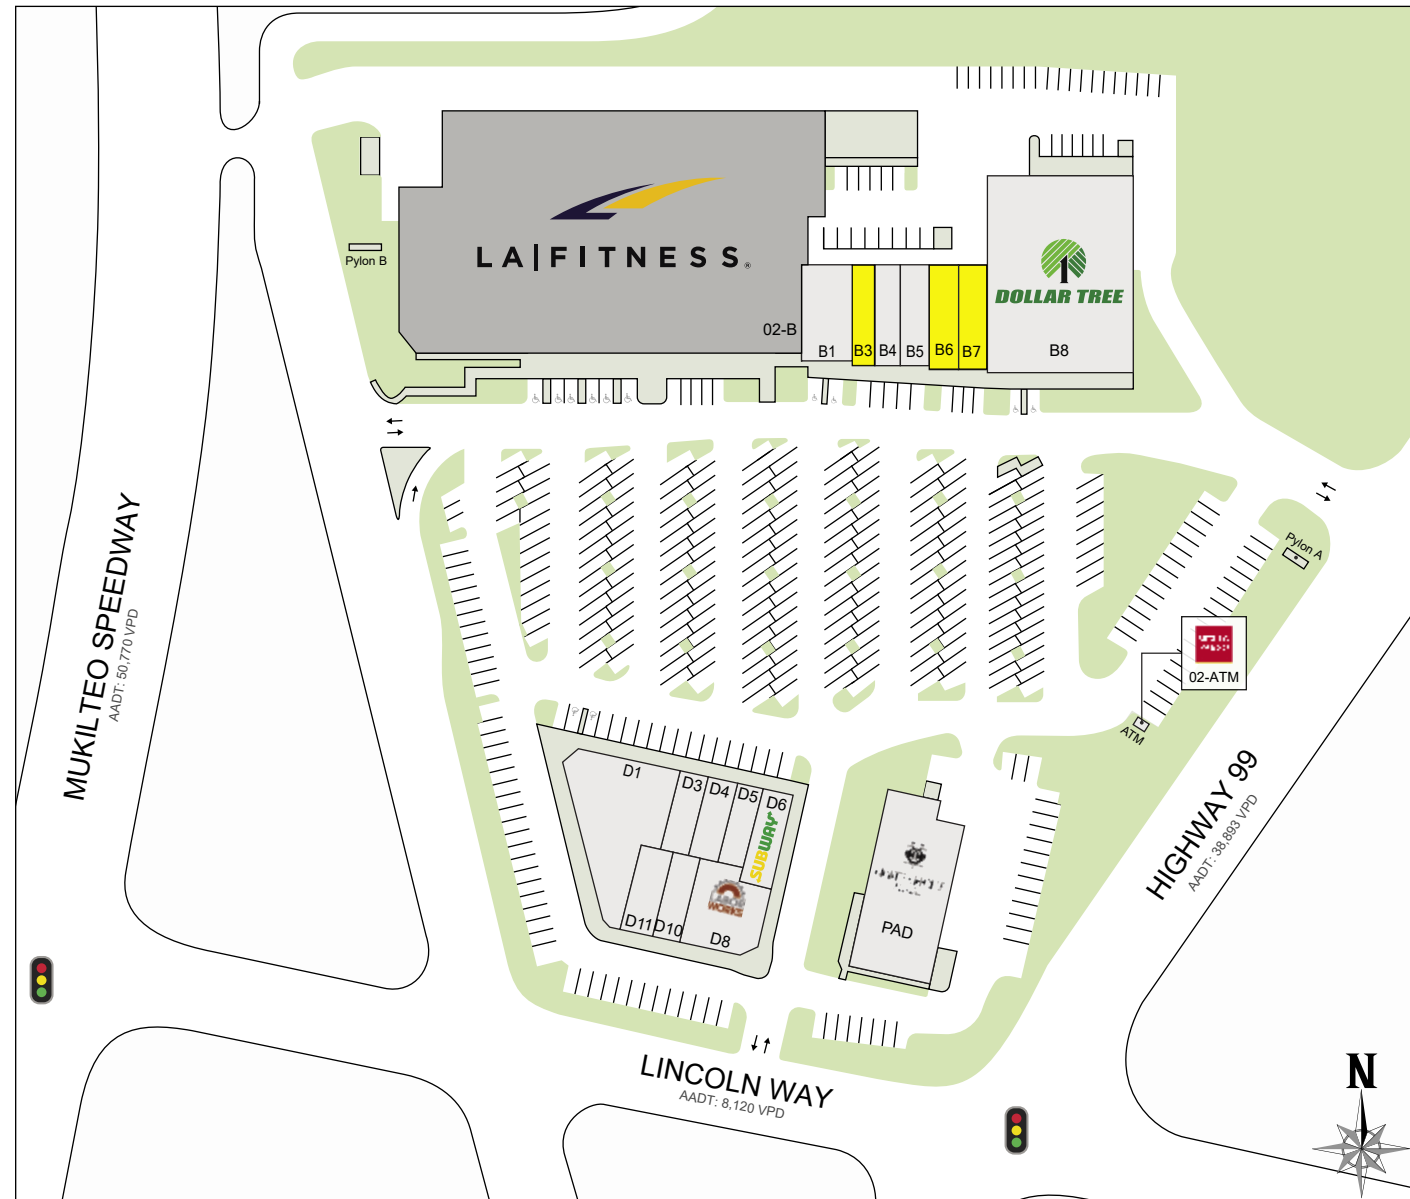 LA|FITNESS®
DOLLAR TREE
Pylon B
02-B
B1
B3
B4
B5
B6
B7
B8
Pylon A
02-ATM
ATM
MUKILTEO SPEEDWAY
AADT: 50,770 VPD
HIGHWAY 99
AADT: 38,893 VPD
D1
D3
D4
D5
D6
SUBWAY
LABOR
WORKS
D11
D10
D8
PAD
LINCOLN WAY
AADT: 8,120 VPD
N